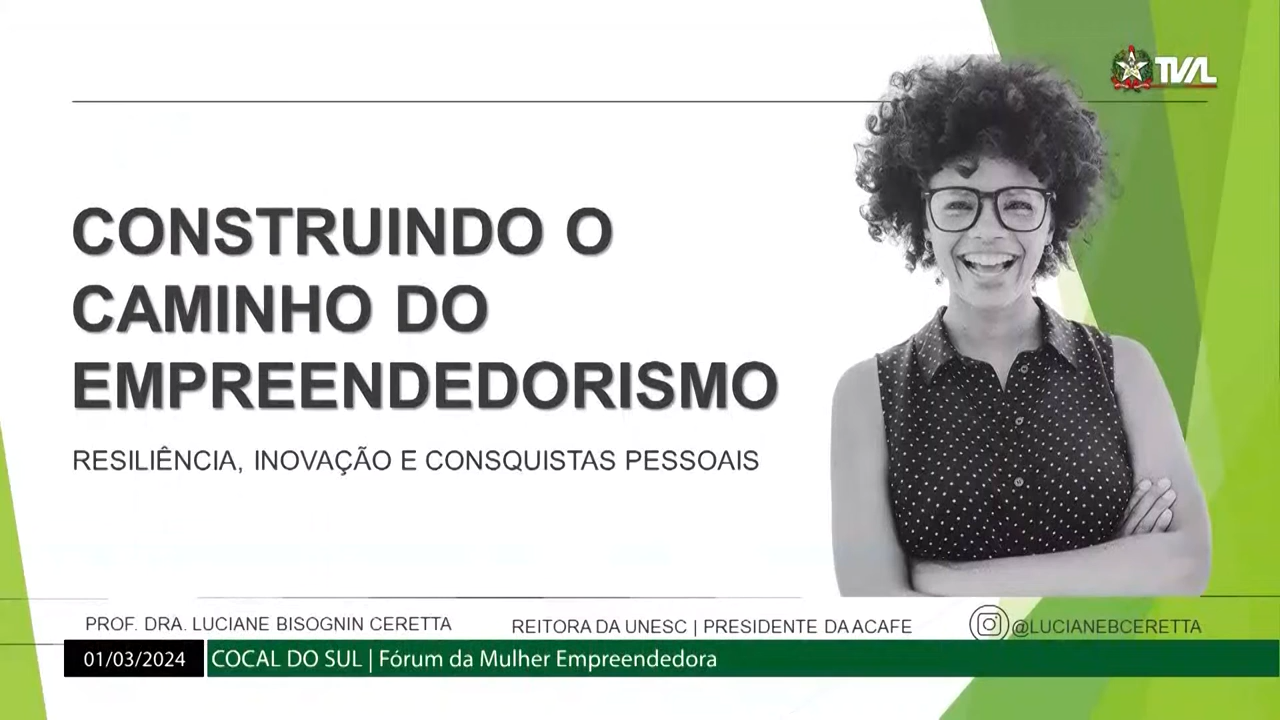 TVAL
CONSTRUINDO O
CAMINHO DO
EMPREENDEDORISMO
RESILIÊNCIA, INOVAÇÃO E CONSQUISTAS PESSOAIS
PROF. DRA. LUCIANE BISOGNIN CERETTA
REITORA DA UNESC | PRESIDENTE DA ACAFE
@LUCIANEBCERETTA
01/03/2024
COCAL DO SUL | Fórum da Mulher Empreendedora